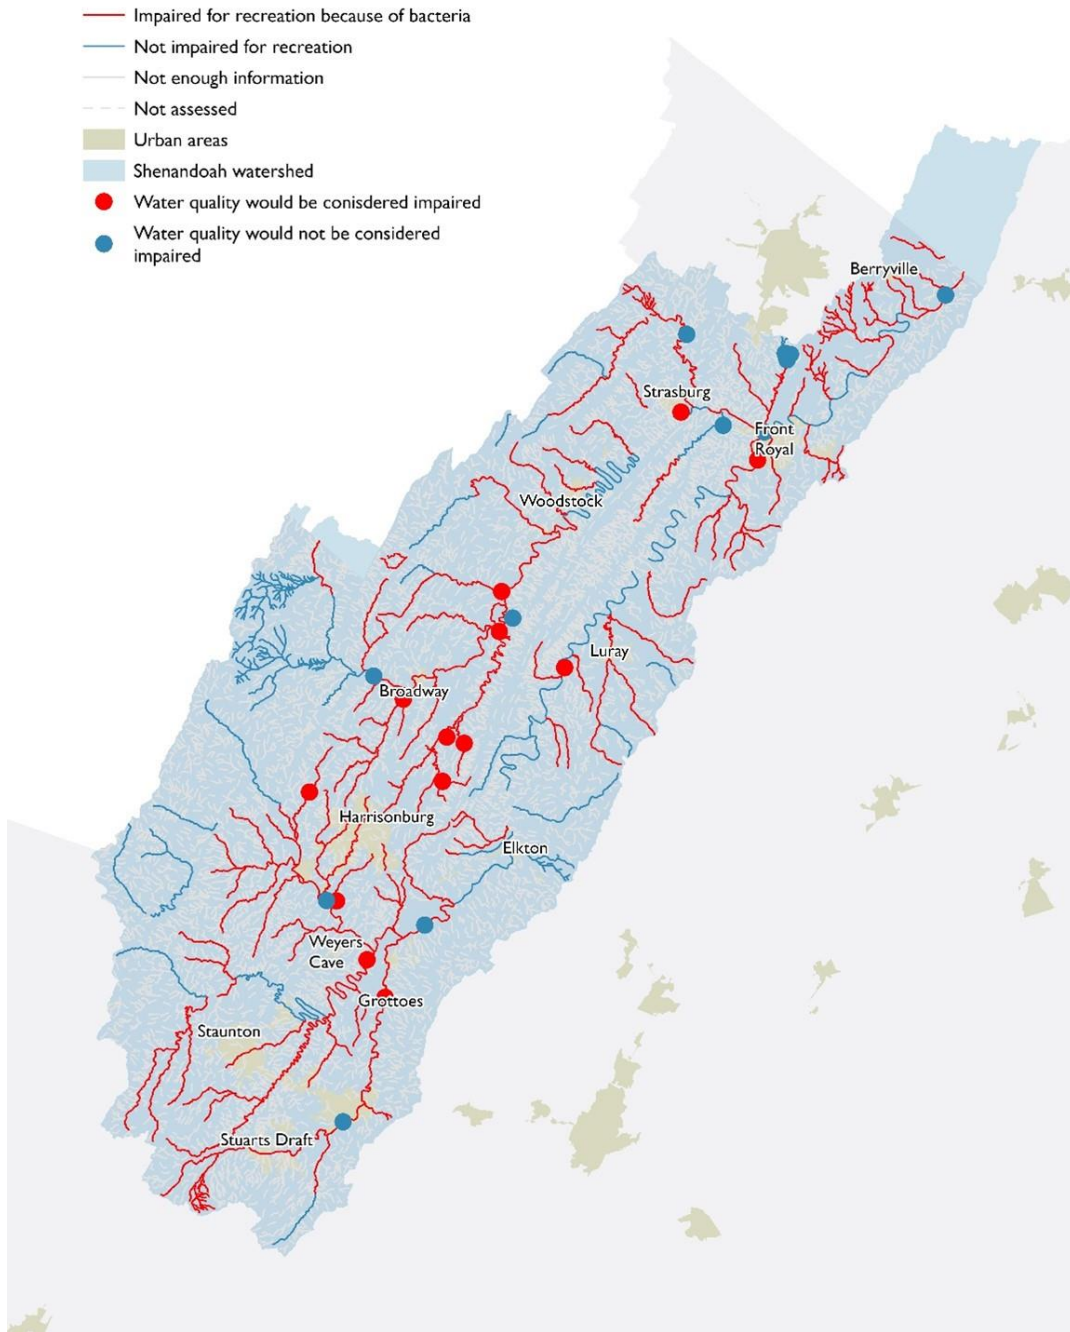 Impaired for recreation because of bacteria
Not impaired for recreation
Not enough information
Not assessed
Urban areas
Shenandoah watershed
Water quality would be conisdered impaired
Water quality would not be considered
impaired
Berryville
Strasburg
Front
Royal
Woodstock
Luray
Broadway
Harrisonburg
Elkton
Weyers
Cave
Grottoes
Staunton
Stuarts Draft